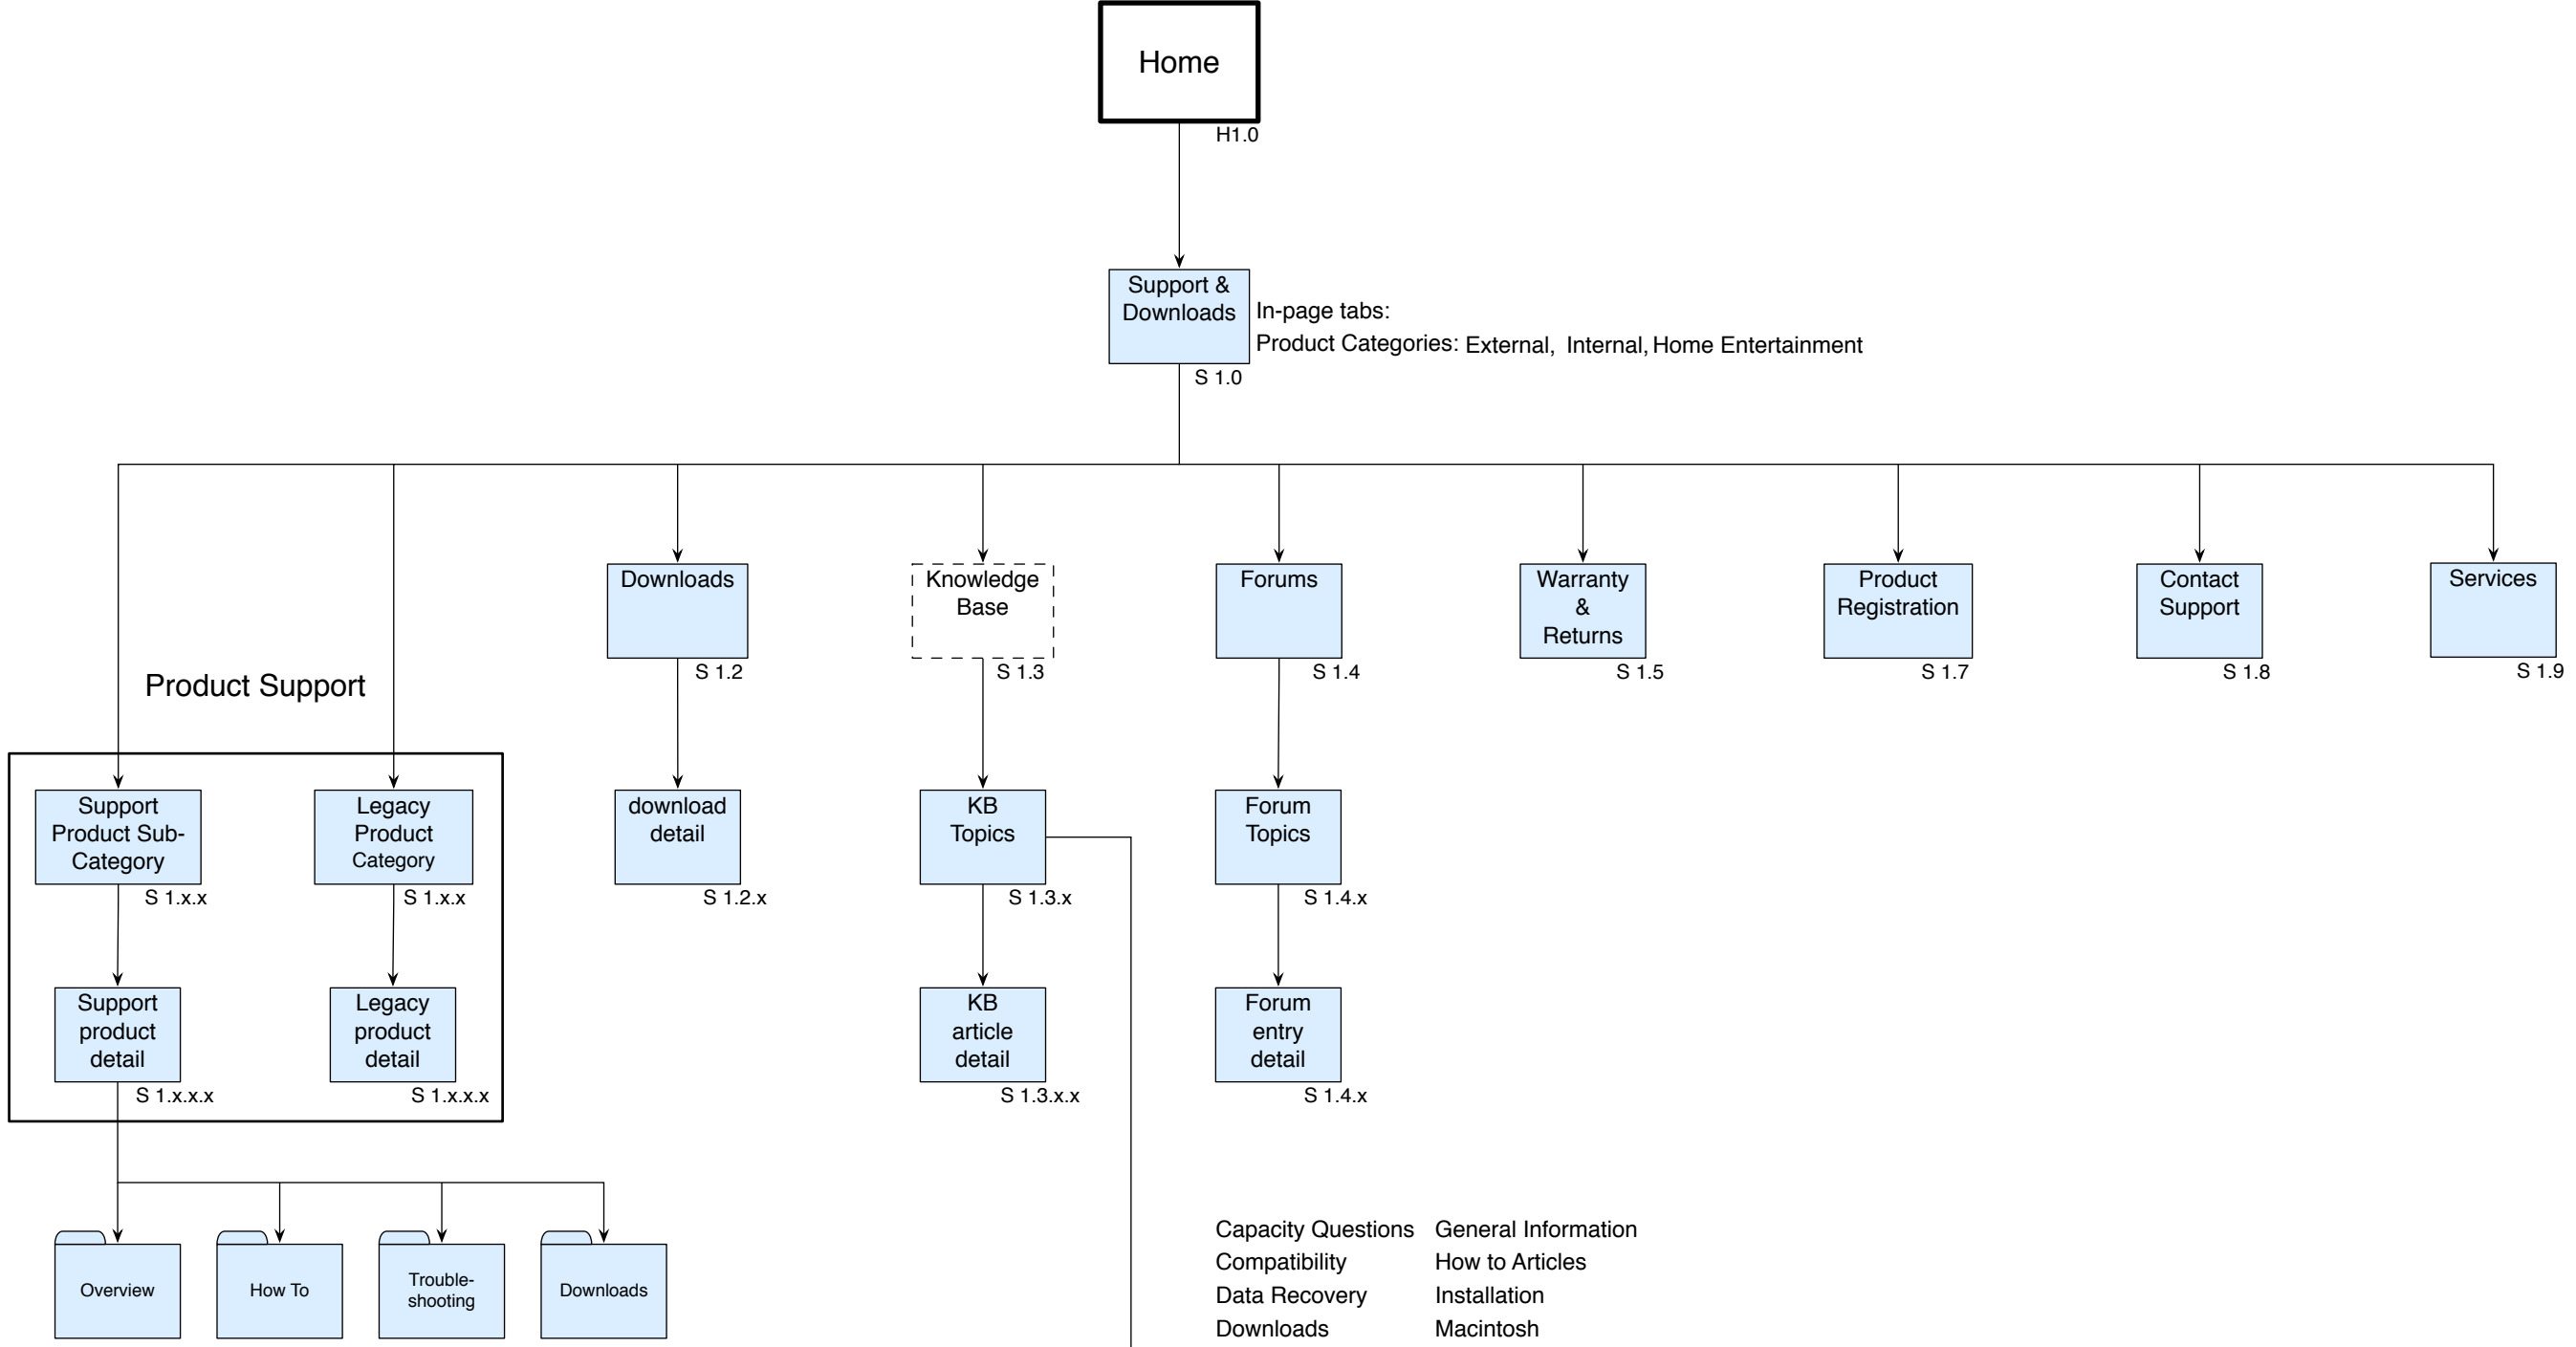 Home
H1.0
Support &
Downloads
In-page tabs:
Product Categories: External, Internal, Home Entertainment
S 1.0
Downloads
S 1.2
Knowledge
Base
S 1.3
Forums
S 1.4
Warranty
&
Returns
S 1.5
Product
Registration
S 1.7
Contact
Support
S 1.8
Services
S 1.9
Product Support
Support
Product Sub-
Category
S 1.x.x
Legacy
Product
Category
S 1.x.x
download
detail
S 1.2.x
KB
Topics
S 1.3.x
Forum
Topics
S 1.4.x
Support
product
detail
S 1.x.x.x
Legacy
product
detail
S 1.x.x.x
KB
article
detail
S 1.3.x.x
Forum
entry
detail
S 1.4.x
Overview
How To
Trouble-
shooting
Downloads
Capacity Questions
Compatibility
Data Recovery
Downloads
General Information
How to Articles
Installation
Macintosh